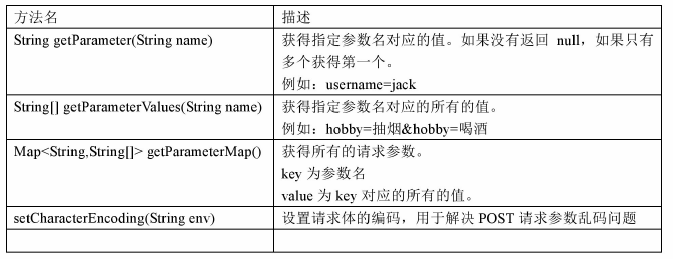 方法名 描述
String getParameter(String name) 获得指定参数名对应的值。如果没有返回 null，如果只有
多个获得第一个。
例如：username=jack
String[] getParameterValues(String name) 获得指定参数名对应的所有的值。
例如：hobby=抽烟&hobby=喝酒
Map<String,String[]> getParameterMap() 获得所有的请求参数。
key 为参数名
value 为 key 对应的所有的值。
setCharacterEncoding(String env) 设置请求体的编码，用于解决 POST 请求参数乱码问题